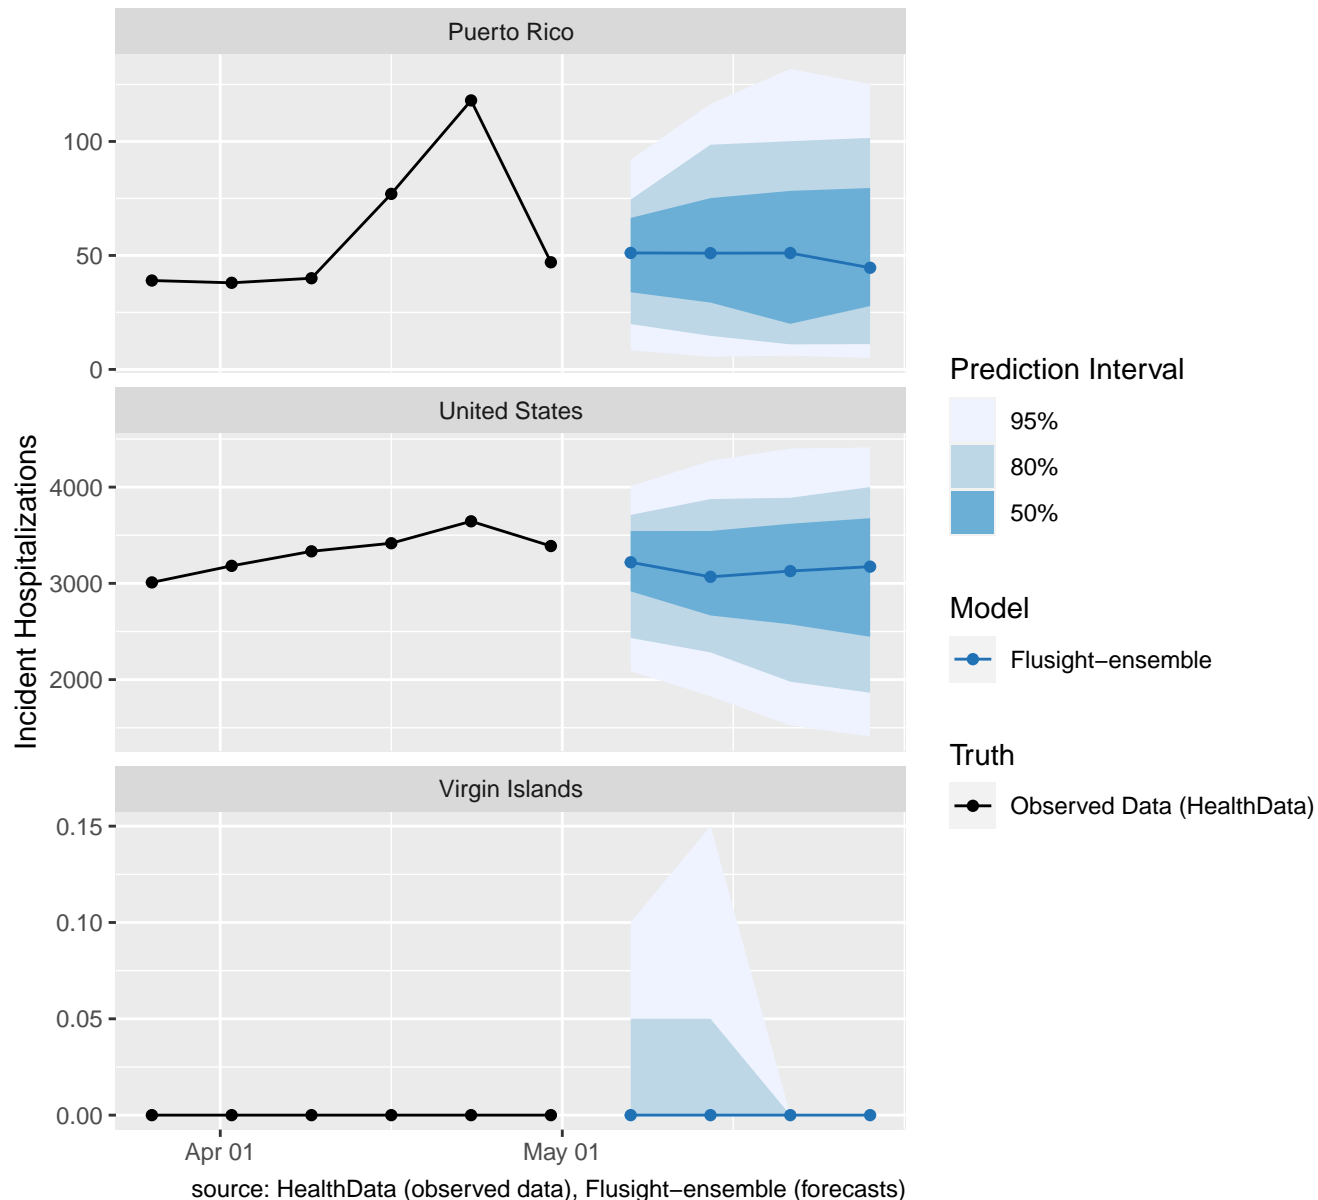 Puerto Rico
100
50
0
United States
4000
3000
2000
Virgin Islands
0.15
0.10
0.05
0.00
Apr 01
May 01
Incident Hospitalizations
source: HealthData (observed data), Flusight−ensemble (forecasts)
Prediction Interval
95%
80%
50%
Model
Flusight−ensemble
Truth
Observed Data (HealthData)